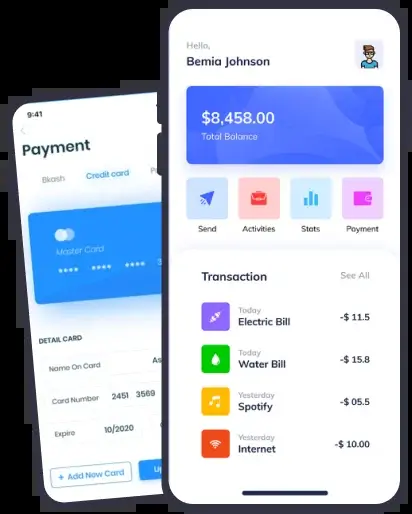 9:41
Payment
Bkash
Credit card
Master Card
DETAIL CARD
Name On Card
Card Number 2451 3569
Expire 10/2020
+ Add New Card
Hello,
Bemia Johnson
$8,458.00
Total Balance
Send
Activities
Stats
Payment
Transaction
See All
Today
Electric Bill
-$ 11.5
Today
Water Bill
-$ 15.8
Yesterday
Spotify
-$ 05.5
Yesterday
Internet
-$ 10.00